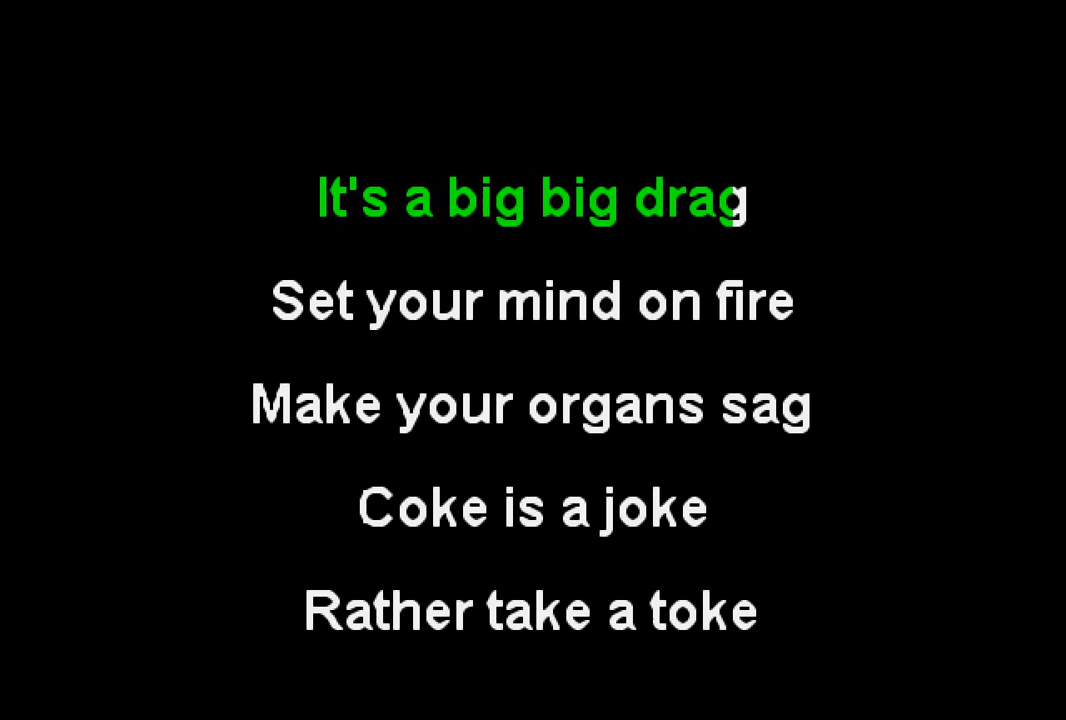 It's a big big drag
Set your mind on fire
Make your organs sag
Coke is a joke
Rather take a toke